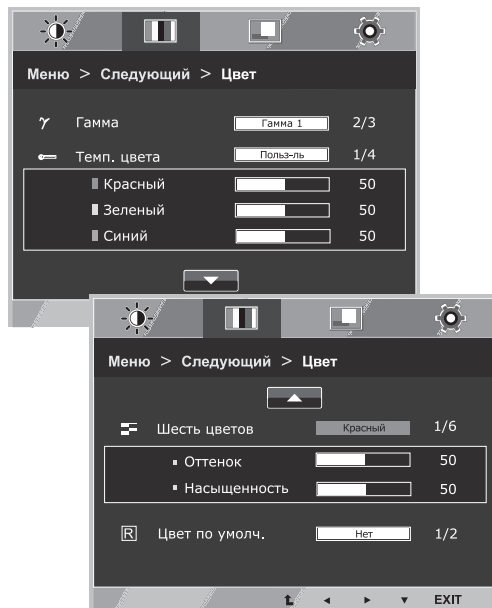 Меню > Следующий > Цвет
Гамма Гамма 1 2/3
Темп. цвета Польз-ль 1/4
Красный 50
Зеленый 50
Синий 50
Меню > Следующий > Цвет
Шесть цветов Красный 1/6
Оттенок 50
Насыщенность 50
R Цвет по умолч. Нет 1/2
EXIT